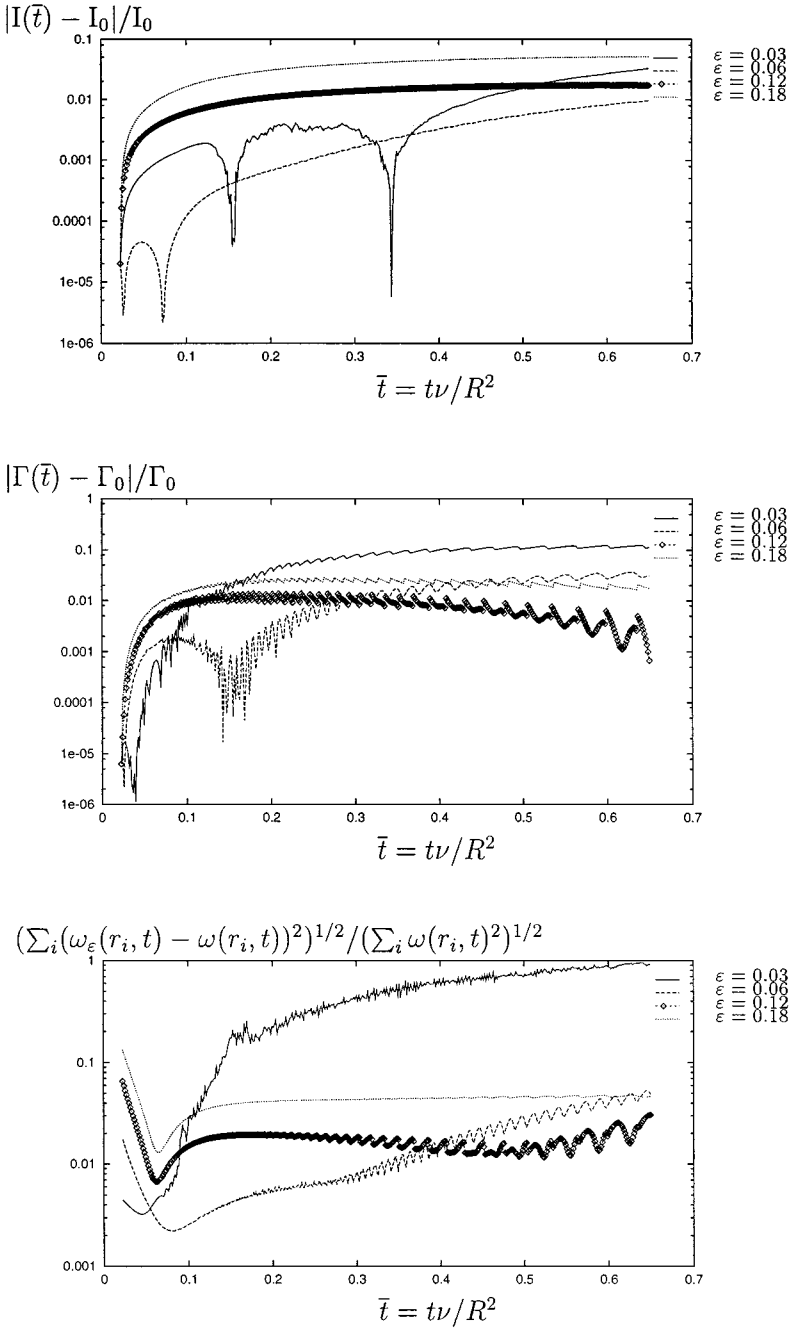 |I(t̅) − I₀|/I₀
0.1
0.01
0.001
0.0001
1e-05
1e-06
0 0.1 0.2 0.3 0.4 0.5 0.6 0.7
ε = 0.03
ε = 0.06
ε = 0.12
ε = 0.18
t̅ = tν/R²
|Γ(t̅) − Γ₀|/Γ₀
1
0.1
0.01
0.001
0.0001
1e-05
1e-06
0 0.1 0.2 0.3 0.4 0.5 0.6 0.7
ε = 0.03
ε = 0.06
ε = 0.12
ε = 0.18
t̅ = tν/R²
(∑ᵢ(ω_ε(rᵢ, t) − ω(rᵢ, t))²)^{1/2}/(∑ᵢ ω(rᵢ, t)²)^{1/2}
1
0.1
0.01
0.001
0 0.1 0.2 0.3 0.4 0.5 0.6 0.7
ε = 0.03
ε = 0.06
ε = 0.12
ε = 0.18
t̅ = tν/R²